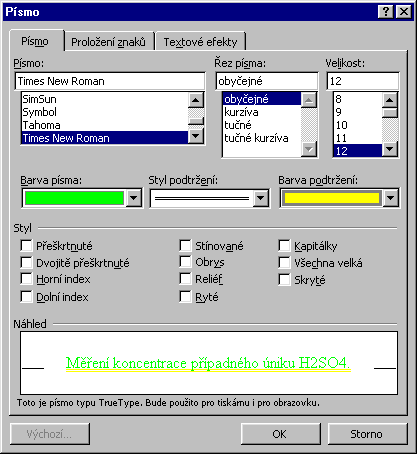 Písmo
Písmo Proložení znaků Textové efekty
Písmo: Řez písma: Velikost:
Times New Roman obyčejné 12
SimSun obyčejné 8
Symbol kurzíva 9
Tahoma tučné 10
Times New Roman tučné kurzíva 11
12
Barva písma: Styl podtržení: Barva podtržení:
Styl
Přeškrtnuté Stínované Kapitálky
Dvojitě přeškrtnuté Obrys Všechna velká
Horní index Reliéf Skryté
Dolní index Ryté
Náhled
Měření koncentrace případného úniku H2SO4.
Toto je písmo typu TrueType. Bude použito pro tiskárnu i pro obrazovku.
Výchozí... OK Storno